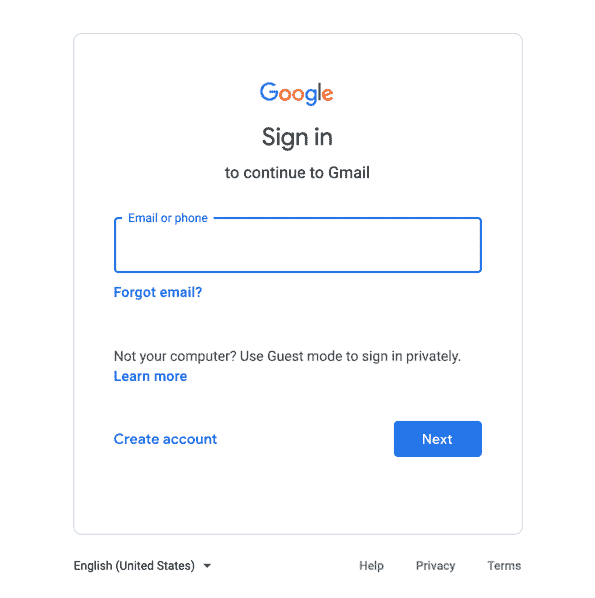 Google
Sign in
to continue to Gmail
Email or phone
Forgot email?
Not your computer? Use Guest mode to sign in privately.
Learn more
Create account
Next
English (United States)
Help
Privacy
Terms